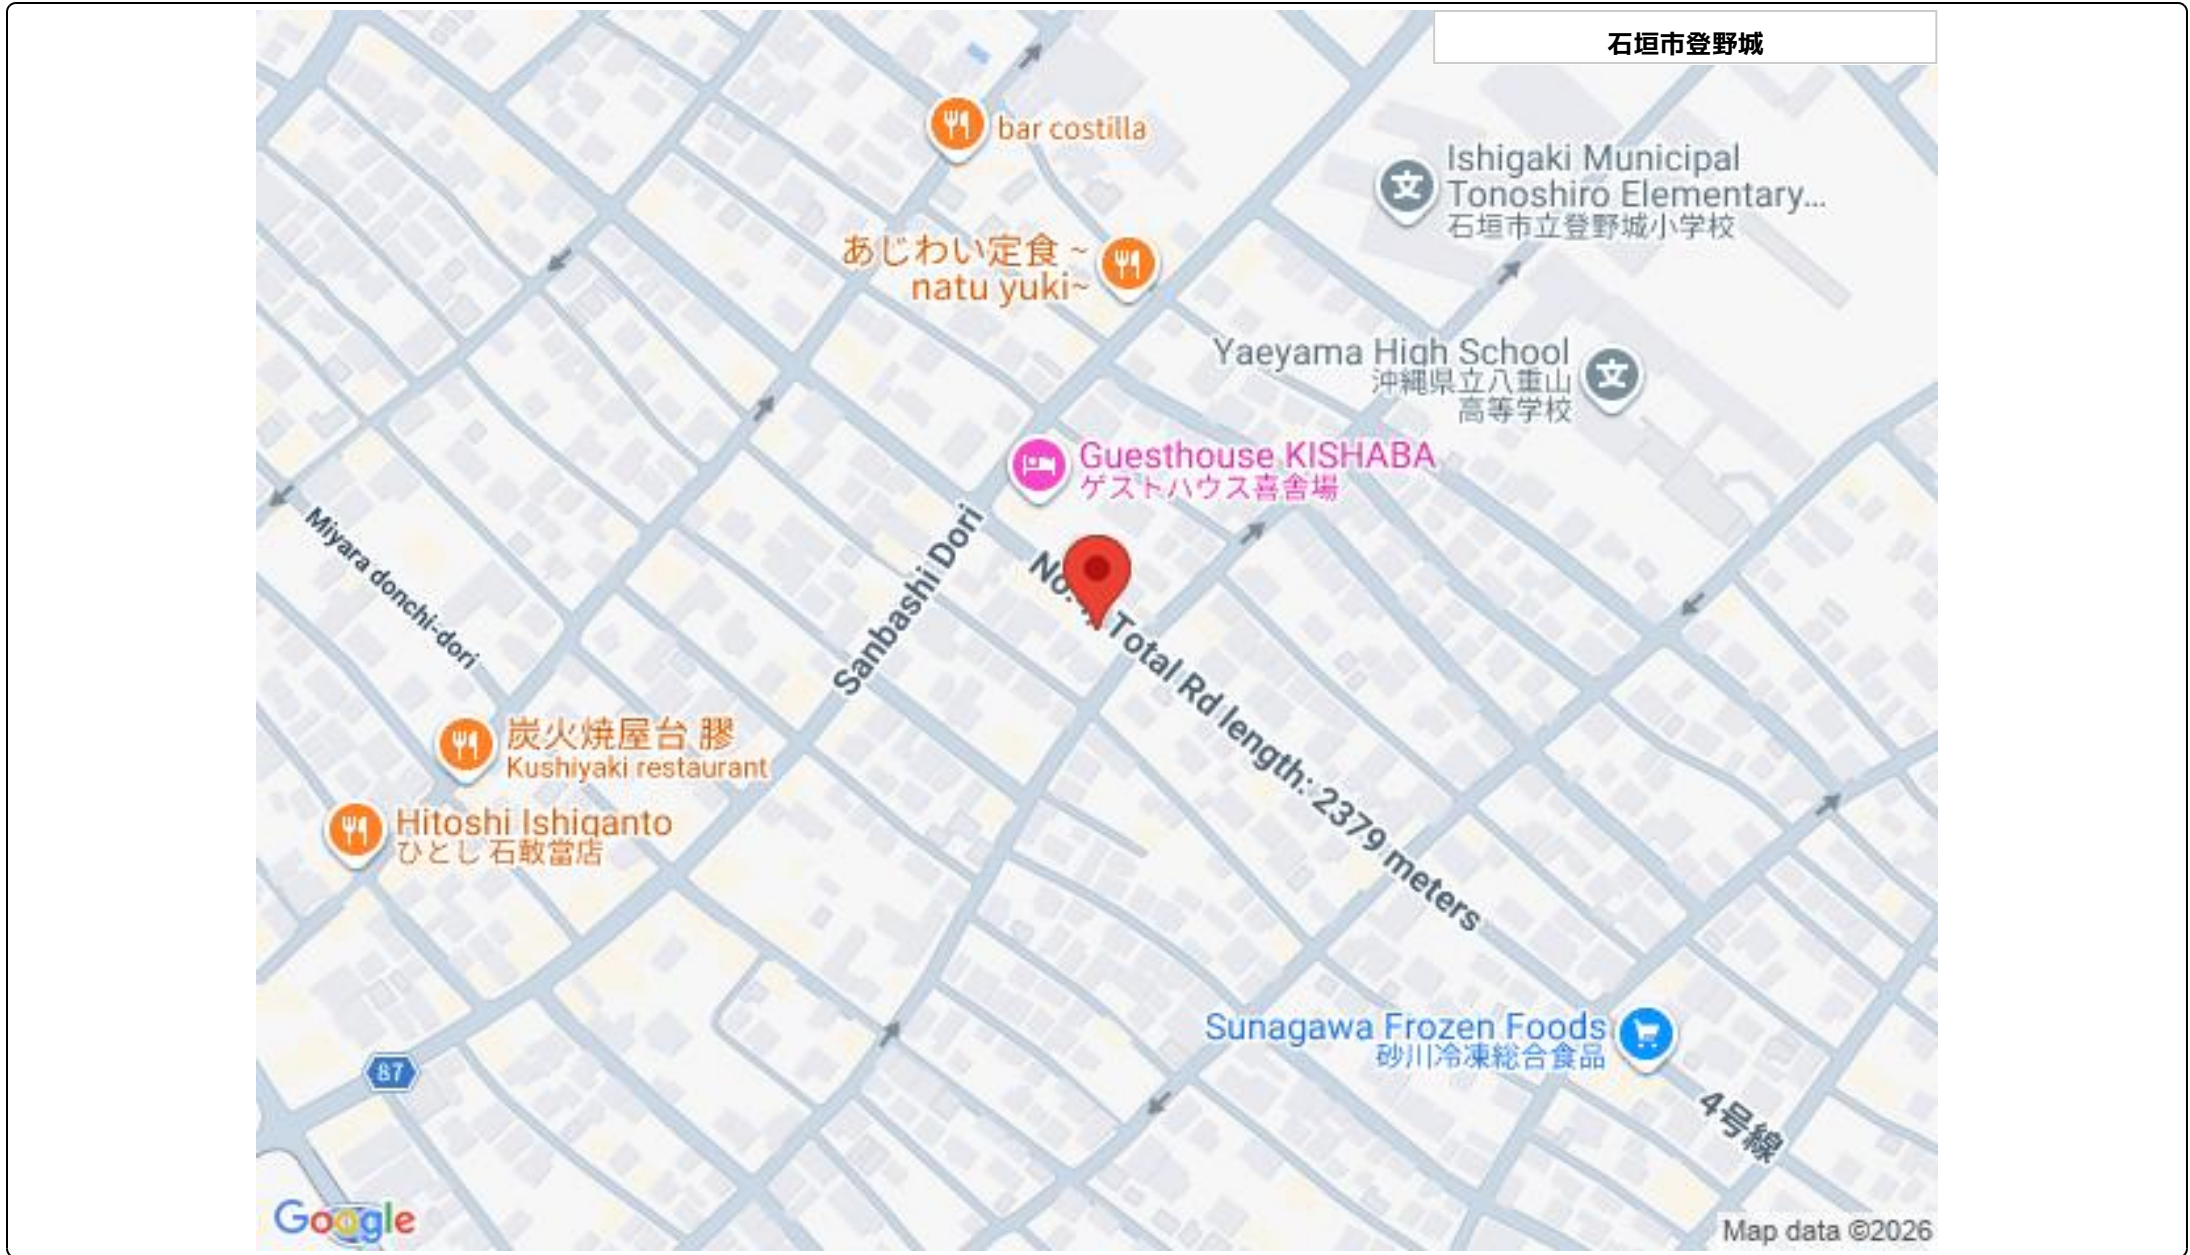 石垣市登野城
bar costilla
Ishigaki Municipal
Tonoshiro Elementary...
石垣市立登野城小学校
あじわい定食 ~
natu yuki~
Yaeyama High School
沖縄県立八重山
高等学校
Guesthouse KISHABA
ゲストハウス喜舎場
Miyara donchi-dori
Sanbashi Dori
Total Rd length: 2379 meters
炭火焼屋台 膠
Kushiyaki restaurant
Hitoshi Ishiganto
ひとし 石敢當店
Sunagawa Frozen Foods
砂川冷凍総合食品
87
4号線
Google
Map data ©2026